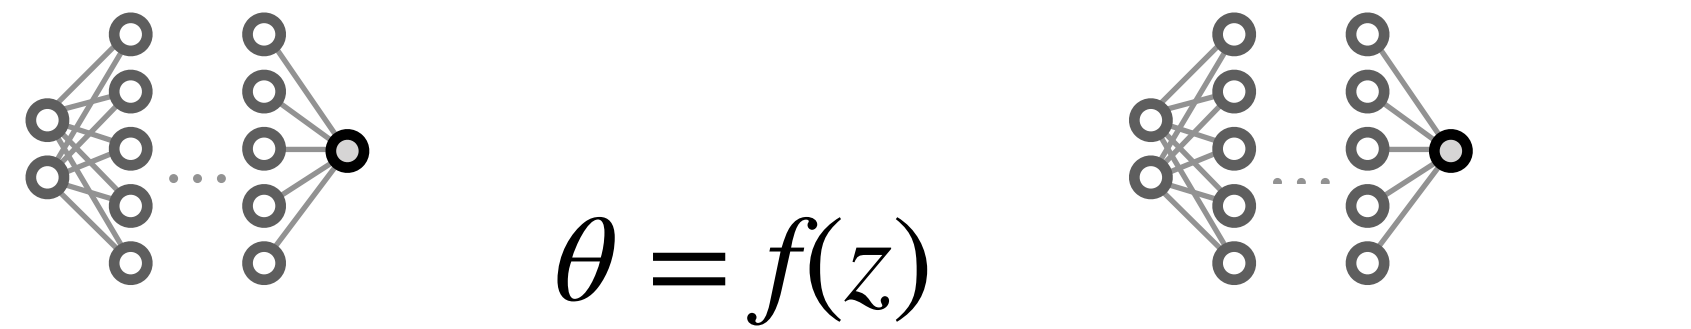 θ = f(z)